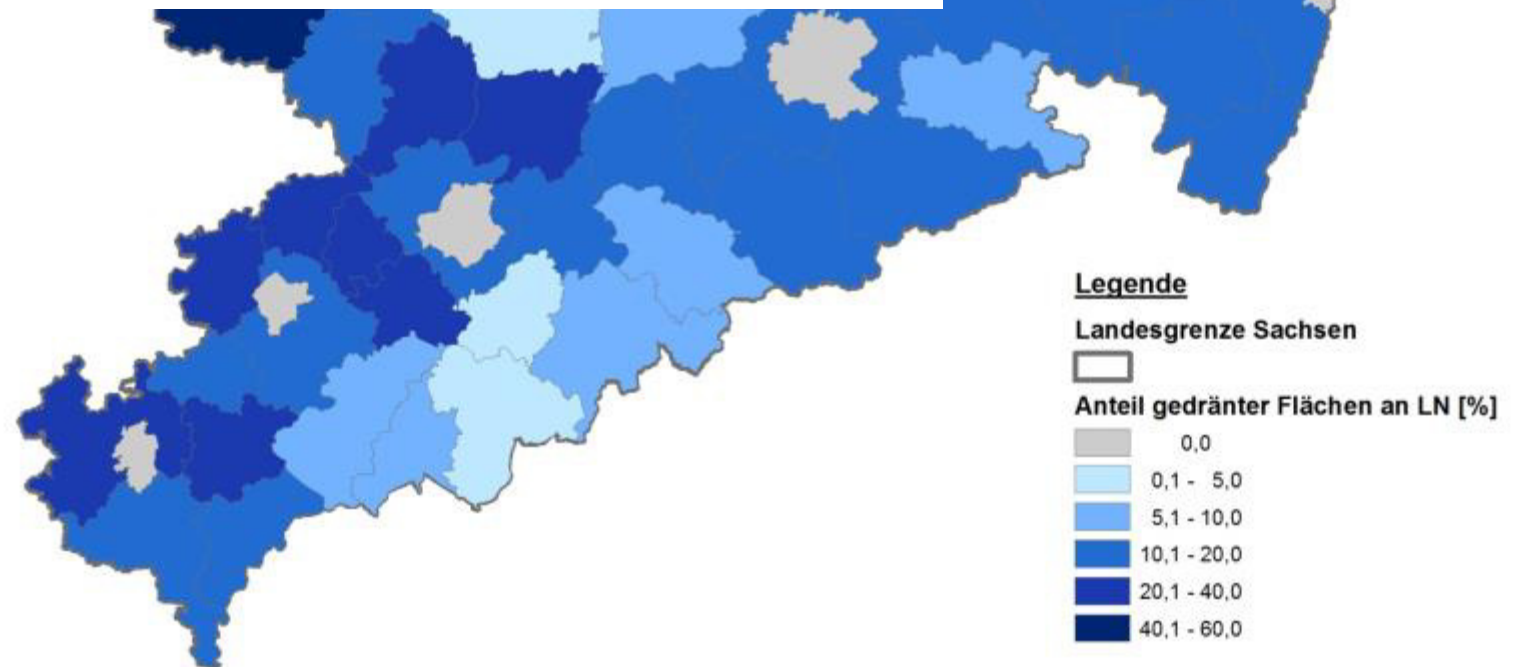 Legende
Landesgrenze Sachsen
Anteil gedränter Flächen an LN [%]
0,0
0,1 - 5,0
5,1 - 10,0
10,1 - 20,0
20,1 - 40,0
40,1 - 60,0